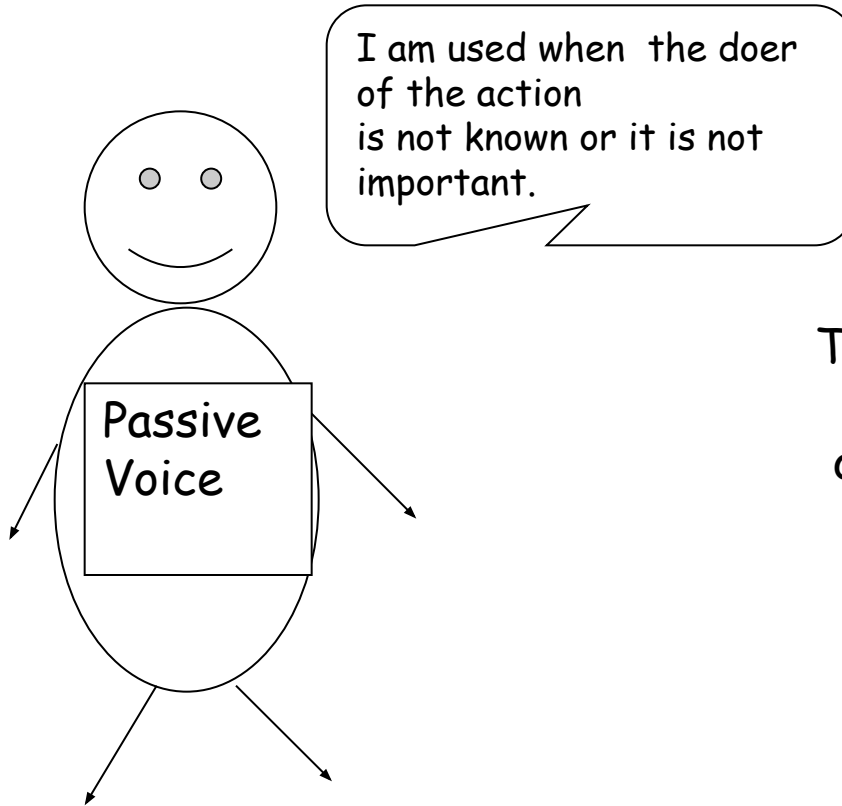 I am used when  the doer
of the action
is not known or it is not
important.
Passive
Voice